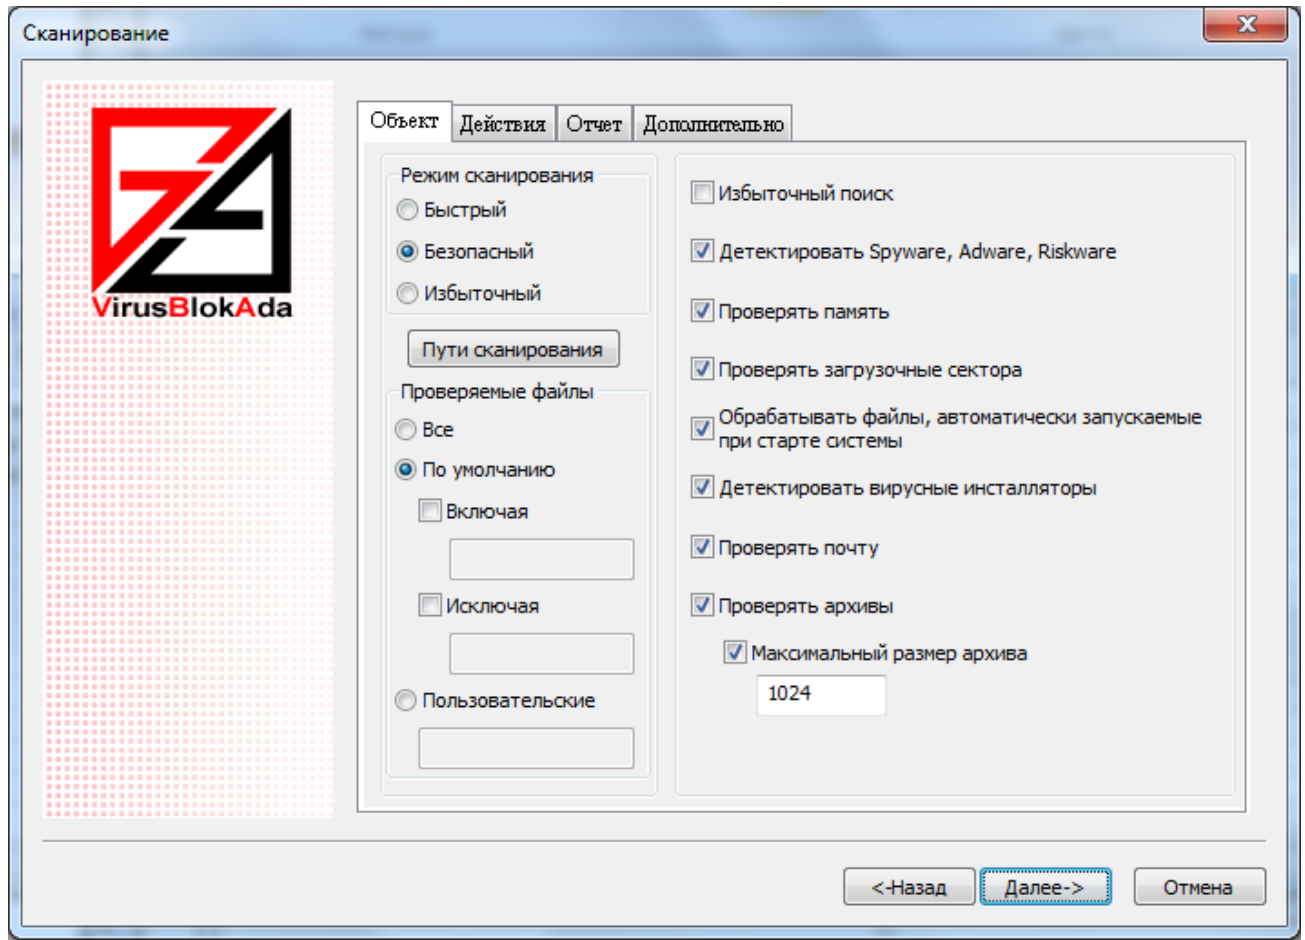 Сканирование
VirusBlokAda
Объект
Действия
Отчет
Дополнительно
Режим сканирования
Быстрый
Безопасный
Избыточный
Пути сканирования
Проверяемые файлы
Все
По умолчанию
Включая
Исключая
Пользовательские
Избыточный поиск
Детектировать Spyware, Adware, Riskware
Проверять память
Проверять загрузочные сектора
Обрабатывать файлы, автоматически запускаемые
при старте системы
Детектировать вирусные инсталляторы
Проверять почту
Проверять архивы
Максимальный размер архива
1024
<-Назад
Далее->
Отмена